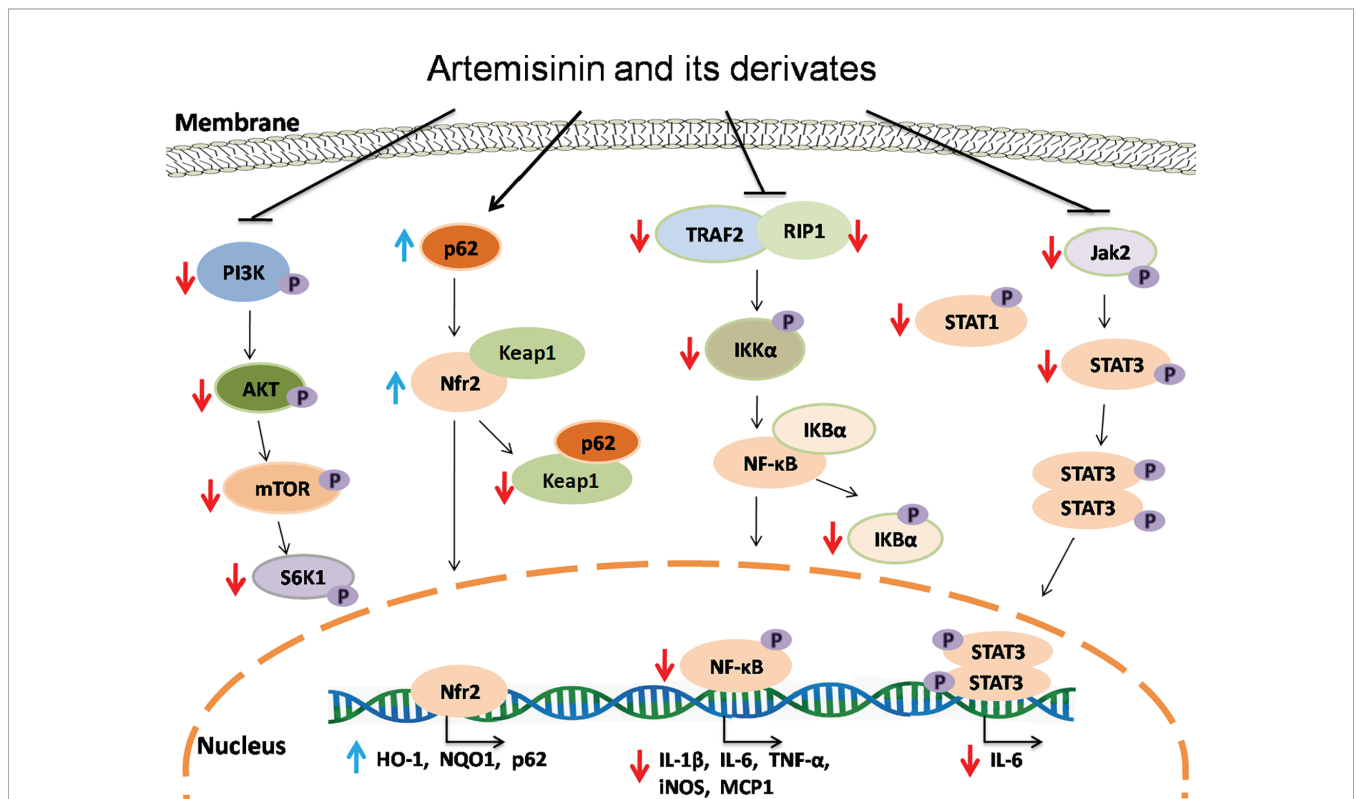 Artemisinin and its derivates
Membrane
PI3K
P
AKT
P
mTOR
P
S6K1
P
p62
Keap1
Nfr2
p62
Keap1
TRAF2
RIP1
P
IKKα
IKBα
NF-κB
P
IKBα
P
STAT1
Jak2
P
STAT3
P
STAT3
P
STAT3
P
Nucleus
Nfr2
P
NF-κB
P
STAT3
P
STAT3
HO-1, NQO1, p62
IL-1β, IL-6, TNF-α,
iNOS, MCP1
IL-6